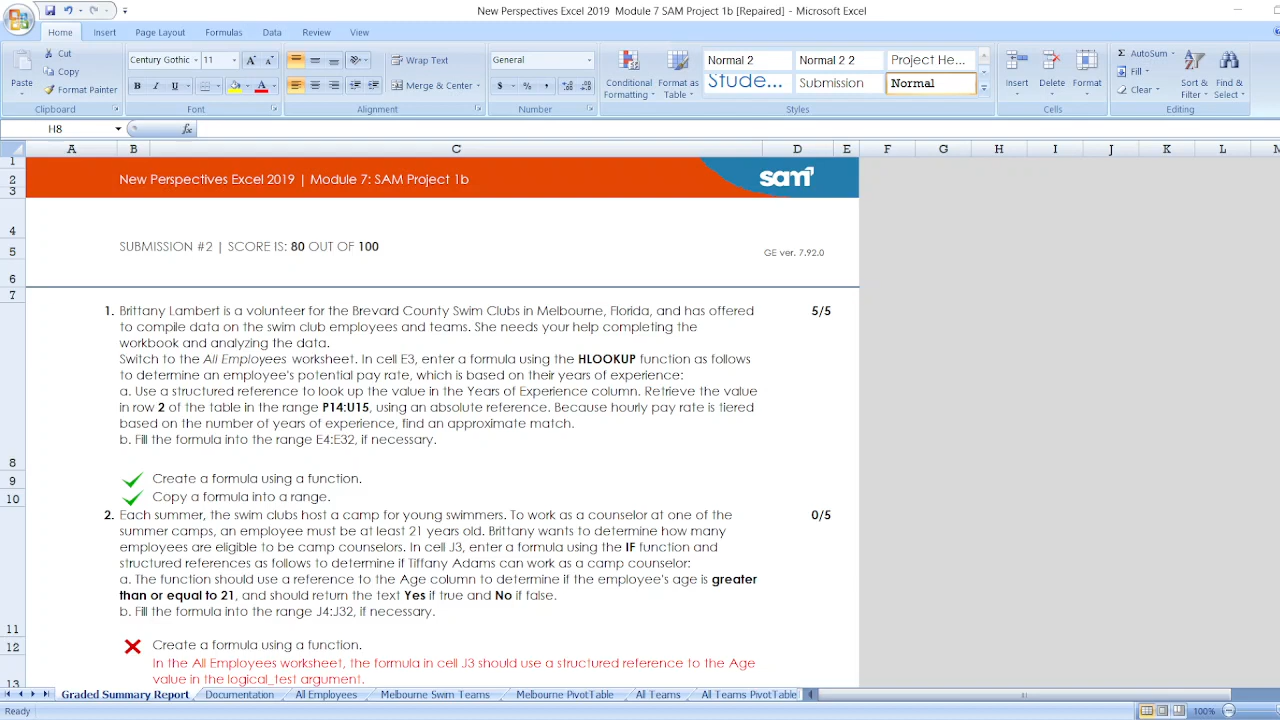 New Perspectives Excel 2019 Module 7 SAM Project 1b [Repaired] - Microsoft Excel
Home Insert Page Layout Formulas Data Review View
Paste Cut Copy Format Painter Clipboard
Century Gothic 11 B I U A Font
Wrap Text Merge & Center Alignment
General $ % , Number
Conditional Formatting Format as Table Normal 2 Normal 2 2 Project He... Stude... Submission Normal Styles
Insert Delete Format Cells
Σ AutoSum Fill Clear Sort & Filter Find & Select Editing
H8 fx
A B C D E F G H I J K L M
1
2 New Perspectives Excel 2019 | Module 7: SAM Project 1b sam
3
4
SUBMISSION #2 | SCORE IS: 80 OUT OF 100
5 GE ver. 7.92.0
6
7
1. Brittany Lambert is a volunteer for the Brevard County Swim Clubs in Melbourne, Florida, and has offered 5/5
to compile data on the swim club employees and teams. She needs your help completing the
workbook and analyzing the data.
Switch to the All Employees worksheet. In cell E3, enter a formula using the HLOOKUP function as follows
to determine an employee's potential pay rate, which is based on their years of experience:
a. Use a structured reference to look up the value in the Years of Experience column. Retrieve the value
in row 2 of the table in the range P14:U15, using an absolute reference. Because hourly pay rate is tiered
based on the number of years of experience, find an approximate match.
b. Fill the formula into the range E4:E32, if necessary.
8
9 Create a formula using a function.
10 Copy a formula into a range.
2. Each summer, the swim clubs host a camp for young swimmers. To work as a counselor at one of the 0/5
summer camps, an employee must be at least 21 years old. Brittany wants to determine how many
employees are eligible to be camp counselors. In cell J3, enter a formula using the IF function and
structured references as follows to determine if Tiffany Adams can work as a camp counselor:
a. The function should use a reference to the Age column to determine if the employee's age is greater
than or equal to 21, and should return the text Yes if true and No if false.
b. Fill the formula into the range J4:J32, if necessary.
11
12 Create a formula using a function.
In the All Employees worksheet, the formula in cell J3 should use a structured reference to the Age
13 value in the logical_test argument.
Graded Summary Report Documentation All Employees Melbourne Swim Teams Melbourne PivotTable All Teams All Teams PivotTable
Ready 100%